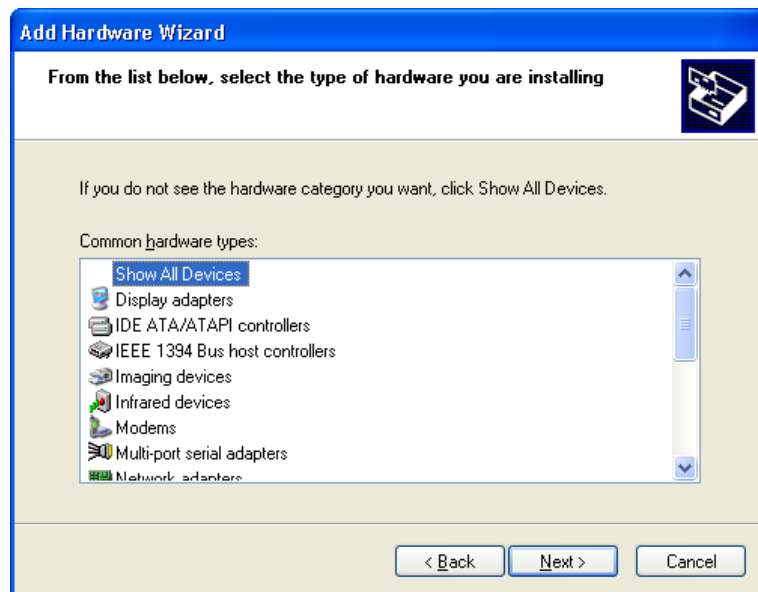 Add Hardware Wizard
From the list below, select the type of hardware you are installing
If you do not see the hardware category you want, click Show All Devices.
Common hardware types:
Show All Devices
Display adapters
IDE ATA/ATAPI controllers
IEEE 1394 Bus host controllers
Imaging devices
Infrared devices
Modems
Multi-port serial adapters
Network adapters
< Back Next > Cancel